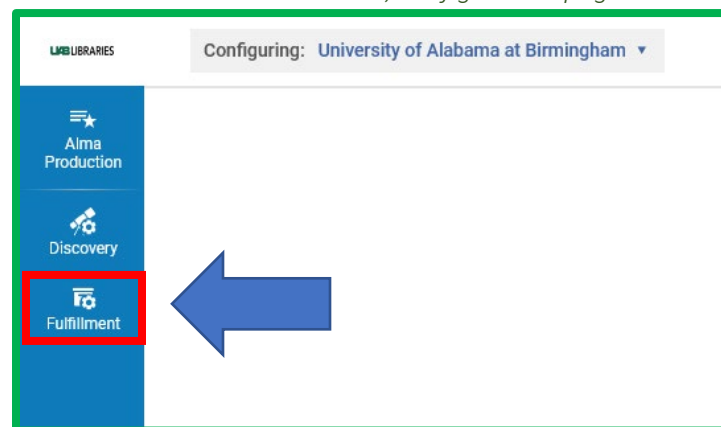 UAB LIBRARIES
Configuring: University of Alabama at Birmingham
Alma
Production
Discovery
Fulfillment